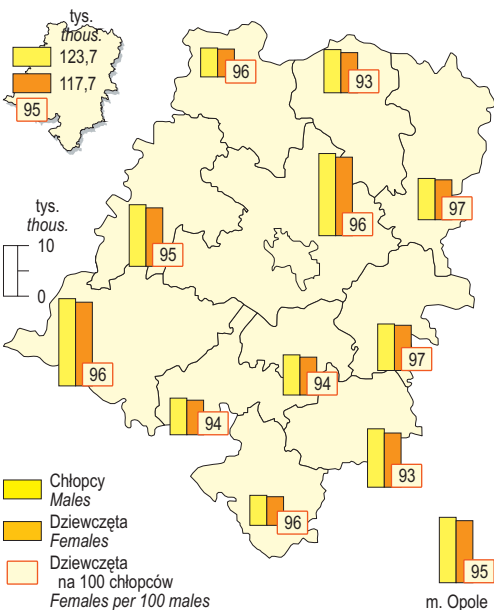 tys.
thous.
123,7
117,7
95
96
93
97
96
95
tys.
thous.
10
0
96
97
94
94
93
96
95
m. Opole
Chłopcy
Males
Dziewczęta
Females
Dziewczęta
na 100 chłopców
Females per 100 males